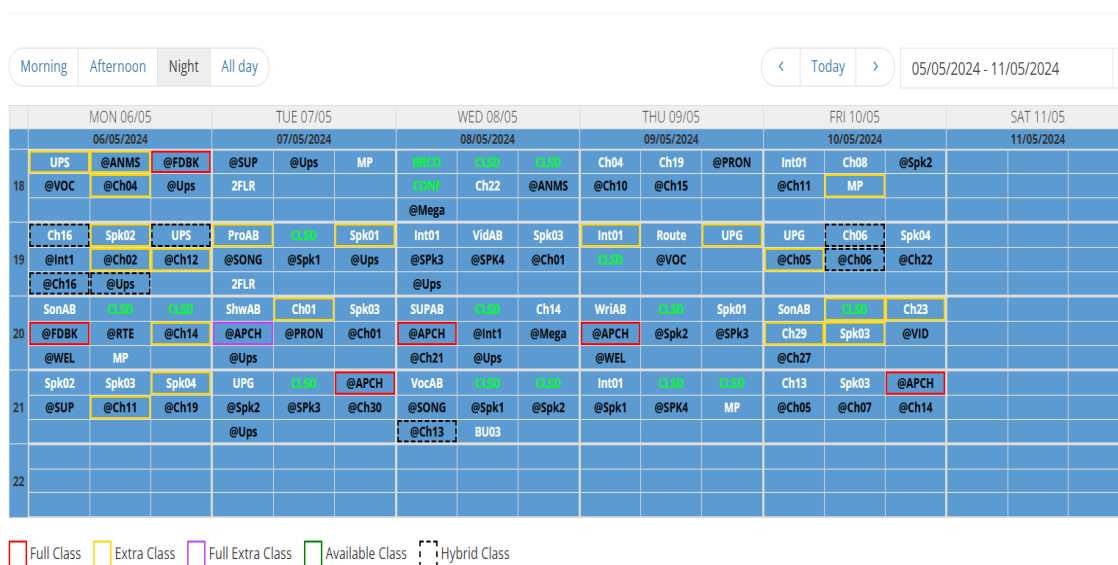 Morning Afternoon Night All day < Today > 05/05/2024 - 11/05/2024
MON 06/05 TUE 07/05 WED 08/05 THU 09/05 FRI 10/05 SAT 11/05
06/05/2024 07/05/2024 08/05/2024 09/05/2024 10/05/2024 11/05/2024
UPS @ANMS @FDBK @SUP @Ups MP CLSD CLSD Ch04 Ch19 @PRON Int01 Ch08 @Spk2
18 @VOC @Ch04 @Ups 2FLR CONF Ch22 @ANMS @Ch10 @Ch15 @Ch11 MP
@Mega
Ch16 Spk02 UPS ProAB CLSD Spk01 Int01 VidAB Spk03 Int01 Route UPG UPG Ch06 Spk04
19 @Int1 @Ch02 @Ch12 @SONG @Spk1 @Ups @SPk3 @SPK4 @Ch01 CLSD @VOC @Ch05 @Ch06 @Ch22
@Ch16 @Ups 2FLR @Ups
SonAB CLSD CLSD ShwAB Ch01 Spk03 SUPAB CLSD Ch14 WriAB CLSD Spk01 SonAB CLSD Ch23
20 @FDBK @RTE @Ch14 @APCH @PRON @Ch01 @APCH @Int1 @Mega @APCH @Spk2 @SPk3 Ch29 Spk03 @VID
@WEL MP @Ups @Ch21 @Ups @WEL @Ch27
Spk02 Spk03 Spk04 UPG CLSD @APCH VocAB CLSD CLSD Int01 CLSD CLSD Ch13 Spk03 @APCH
21 @SUP @Ch11 @Ch19 @Spk2 @SPk3 @Ch30 @SONG @Spk1 @Spk2 @Spk1 @SPK4 MP @Ch05 @Ch07 @Ch14
@Ups @Ch13 BU03
22
Full Class Extra Class Full Extra Class Available Class Hybrid Class